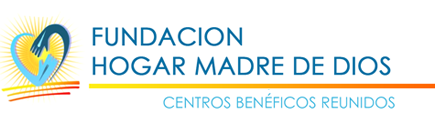 FUNDACION
HOGAR MADRE DE DIOS
CENTROS BENÉFICOS REUNIDOS